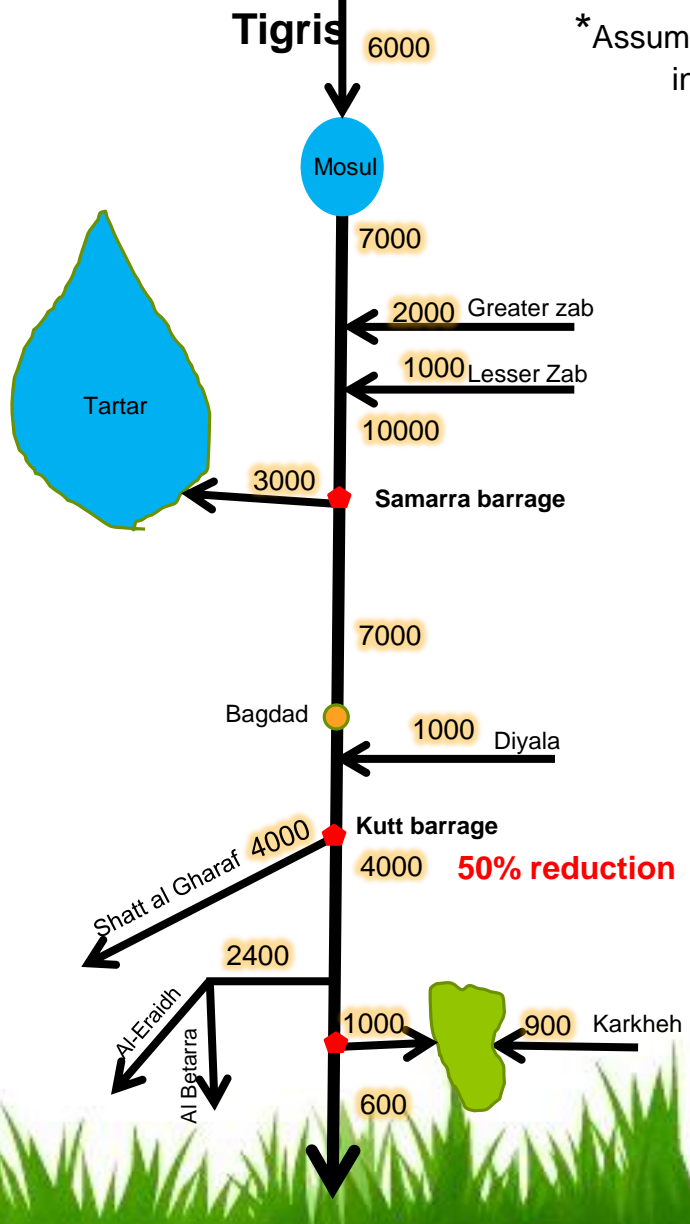 Tigris
6000
*Assum
in
Mosul
7000
2000 Greater zab
1000 Lesser Zab
Tartar
10000
3000
Samarra barrage
7000
Bagdad
1000 Diyala
Kutt barrage
4000
4000 50% reduction
Shatt al Gharaf
2400
Al-Eraidh
Al Betarra
1000
900 Karkheh
600